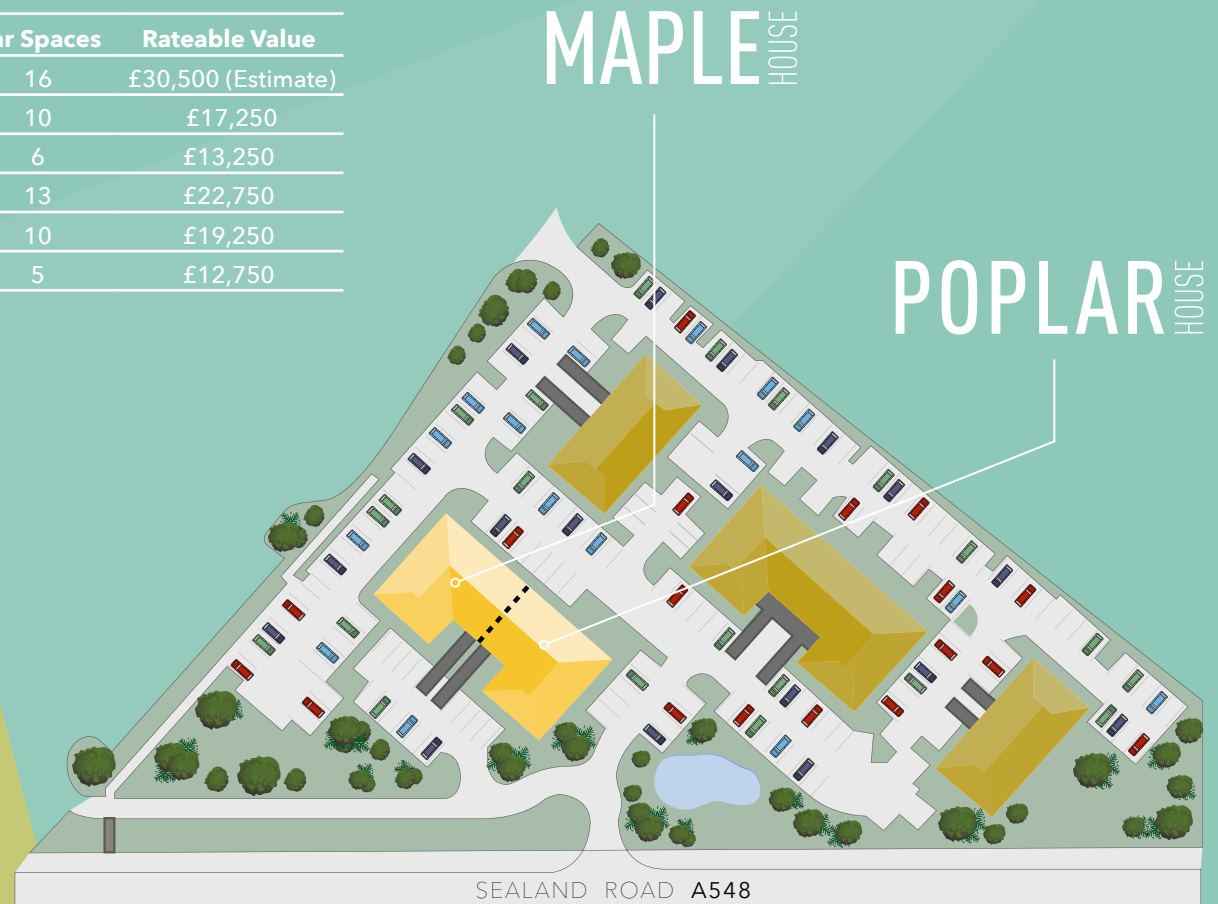 Spaces Rateable Value
16 £30,500 (Estimate)
10 £17,250
6 £13,250
13 £22,750
10 £19,250
5 £12,750
MAPLE HOUSE
POPLAR HOUSE
SEALAND ROAD A548